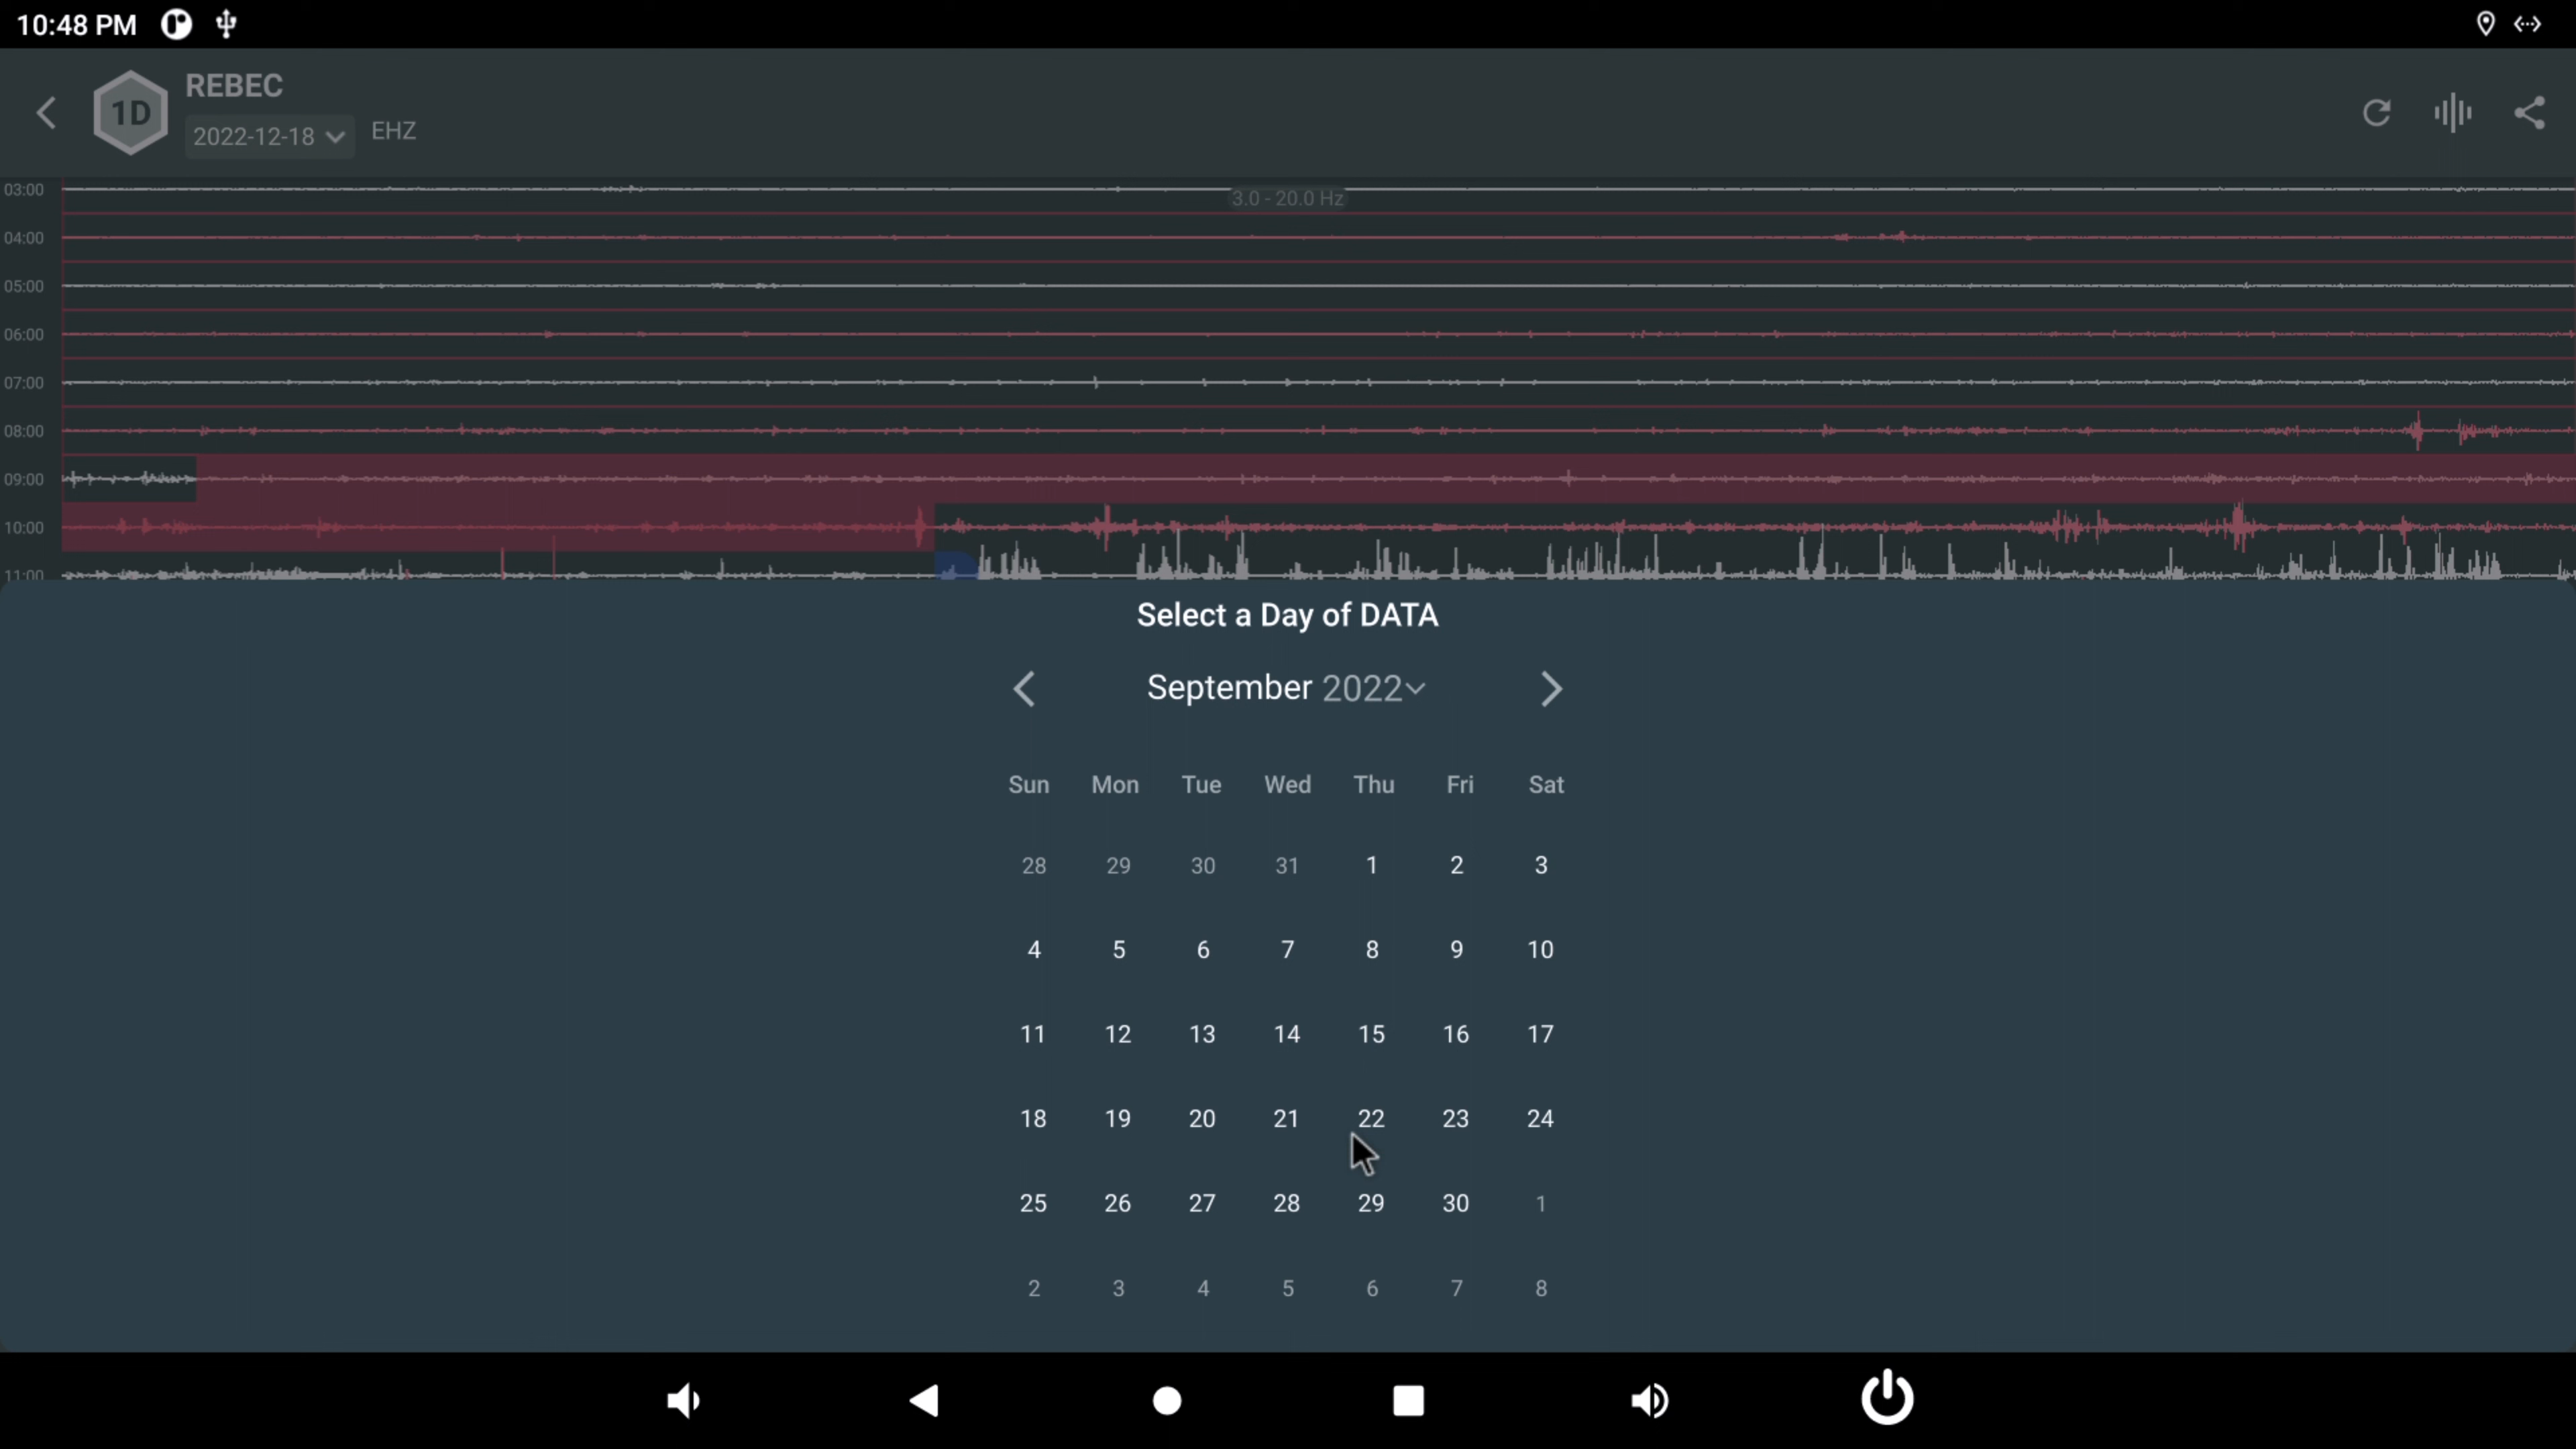 10:48 PM
1D
REBEC
2022-12-18
EHZ
3.0 - 20.0 Hz
03:00
04:00
05:00
06:00
07:00
08:00
09:00
10:00
11:00
Select a Day of DATA
September 2022
Sun Mon Tue Wed Thu Fri Sat
28 29 30 31 1 2 3
4 5 6 7 8 9 10
11 12 13 14 15 16 17
18 19 20 21 22 23 24
25 26 27 28 29 30 1
2 3 4 5 6 7 8